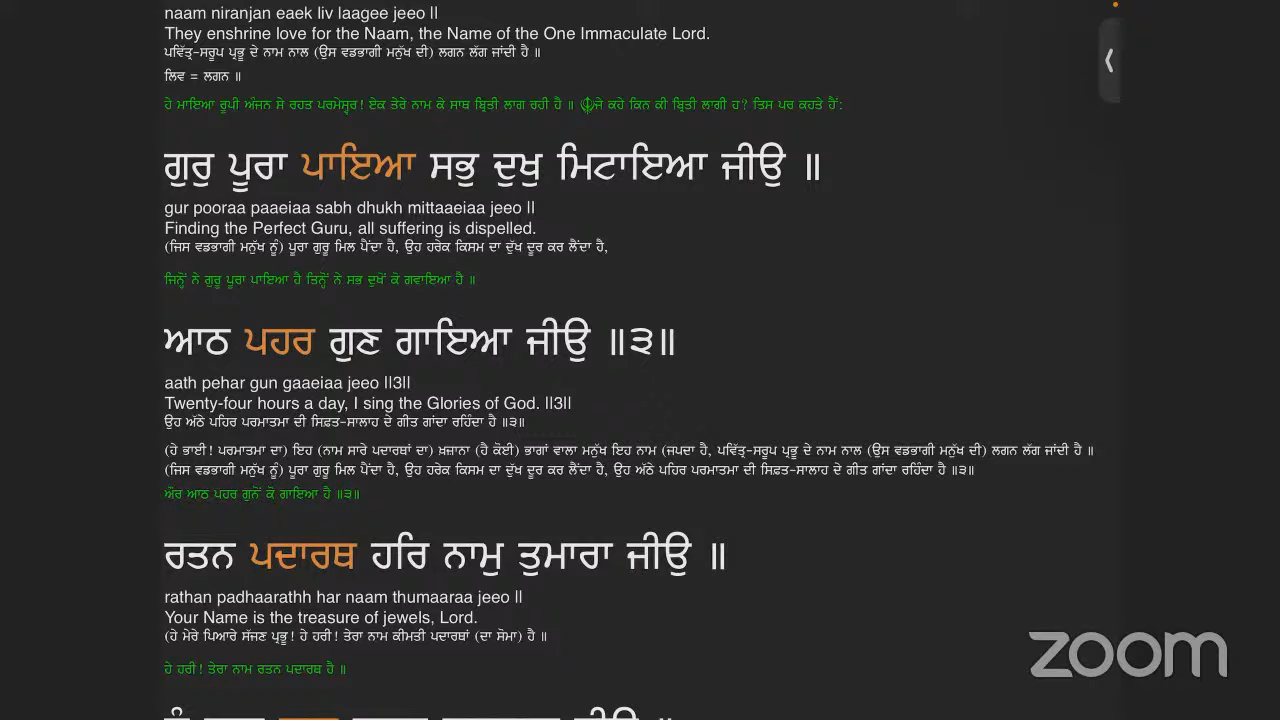 naam niranjan eaek liv laagee jeeo ||
They enshrine love for the Naam, the Name of the One Immaculate Lord.
ਪਵਿੱਤ੍ਰ-ਸਰੂਪ ਪ੍ਰਭੂ ਦੇ ਨਾਮ ਨਾਲ (ਉਸ ਵਡਭਾਗੀ ਮਨੁੱਖ ਦੀ) ਲਗਨ ਲੱਗ ਜਾਂਦੀ ਹੈ ॥
ਲਿਵ = ਲਗਨ ॥
ਹੇ ਮਾਇਆ ਰੂਪੀ ਅੰਜਨ ਸੇ ਰਹਤ ਪਰਮੇਸ੍ਵਰ! ਏਕ ਤੇਰੇ ਨਾਮ ਕੇ ਸਾਥ ਬ੍ਰਿਤੀ ਲਾਗ ਰਹੀ ਹੈ ॥ (☬ਜੇ ਕਹੇ ਕਿਨ ਕੀ ਬ੍ਰਿਤੀ ਲਾਗੀ ਹ? ਤਿਸ ਪਰ ਕਹਤੇ ਹੈਂ:
ਗੁਰੁ ਪੂਰਾ ਪਾਇਆ ਸਭੁ ਦੁਖੁ ਮਿਟਾਇਆ ਜੀਉ ॥
gur pooraa paaeiaa sabh dhukh mittaaeiaa jeeo ||
Finding the Perfect Guru, all suffering is dispelled.
(ਜਿਸ ਵਡਭਾਗੀ ਮਨੁੱਖ ਨੂੰ) ਪੂਰਾ ਗੁਰੂ ਮਿਲ ਪੈਂਦਾ ਹੈ, ਉਹ ਹਰੇਕ ਕਿਸਮ ਦਾ ਦੁੱਖ ਦੂਰ ਕਰ ਲੈਂਦਾ ਹੈ,
ਜਿਨ੍ਹੋਂ ਨੇ ਗੁਰੂ ਪੂਰਾ ਪਾਇਆ ਹੈ ਤਿਨ੍ਹੋਂ ਨੇ ਸਭ ਦੁਖੋਂ ਕੋ ਗਵਾਇਆ ਹੈ ॥
ਆਠ ਪਹਰ ਗੁਣ ਗਾਇਆ ਜੀਉ ॥੩॥
aath pehar gun gaaeiaa jeeo ||3||
Twenty-four hours a day, I sing the Glories of God. ||3||
ਉਹ ਅੱਠੇ ਪਹਿਰ ਪਰਮਾਤਮਾ ਦੀ ਸਿਫ਼ਤ-ਸਾਲਾਹ ਦੇ ਗੀਤ ਗਾਂਦਾ ਰਹਿੰਦਾ ਹੈ ॥੩॥
(ਹੇ ਭਾਈ! ਪਰਮਾਤਮਾ ਦਾ) ਇਹ (ਨਾਮ ਸਾਰੇ ਪਦਾਰਥਾਂ ਦਾ) ਖ਼ਜ਼ਾਨਾ (ਹੈ ਕੋਈ) ਭਾਗਾਂ ਵਾਲਾ ਮਨੁੱਖ ਇਹ ਨਾਮ (ਜਪਦਾ ਹੈ, ਪਵਿੱਤ੍ਰ-ਸਰੂਪ ਪ੍ਰਭੂ ਦੇ ਨਾਮ ਨਾਲ (ਉਸ ਵਡਭਾਗੀ ਮਨੁੱਖ ਦੀ) ਲਗਨ ਲੱਗ ਜਾਂਦੀ ਹੈ ॥
(ਜਿਸ ਵਡਭਾਗੀ ਮਨੁੱਖ ਨੂੰ) ਪੂਰਾ ਗੁਰੂ ਮਿਲ ਪੈਂਦਾ ਹੈ, ਉਹ ਹਰੇਕ ਕਿਸਮ ਦਾ ਦੁੱਖ ਦੂਰ ਕਰ ਲੈਂਦਾ ਹੈ, ਉਹ ਅੱਠੇ ਪਹਿਰ ਪਰਮਾਤਮਾ ਦੀ ਸਿਫ਼ਤ-ਸਾਲਾਹ ਦੇ ਗੀਤ ਗਾਂਦਾ ਰਹਿੰਦਾ ਹੈ ॥੩॥
ਔਰ ਆਠ ਪਹਰ ਗੁਨੋਂ ਕੋ ਗਾਇਆ ਹੈ ॥੩॥
ਰਤਨ ਪਦਾਰਥ ਹਰਿ ਨਾਮੁ ਤੁਮਾਰਾ ਜੀਉ ॥
rathan padhaarathh har naam thumaaraa jeeo ||
Your Name is the treasure of jewels, Lord.
(ਹੇ ਮੇਰੇ ਪਿਆਰੇ ਸੱਜਣ ਪ੍ਰਭੂ! ਹੇ ਹਰੀ! ਤੇਰਾ ਨਾਮ ਕੀਮਤੀ ਪਦਾਰਥਾਂ (ਦਾ ਸੋਮਾ) ਹੈ ॥
ਹੇ ਹਰੀ! ਤੇਰਾ ਨਾਮ ਰਤਨ ਪਦਾਰਥ ਹੈ ॥
zoom